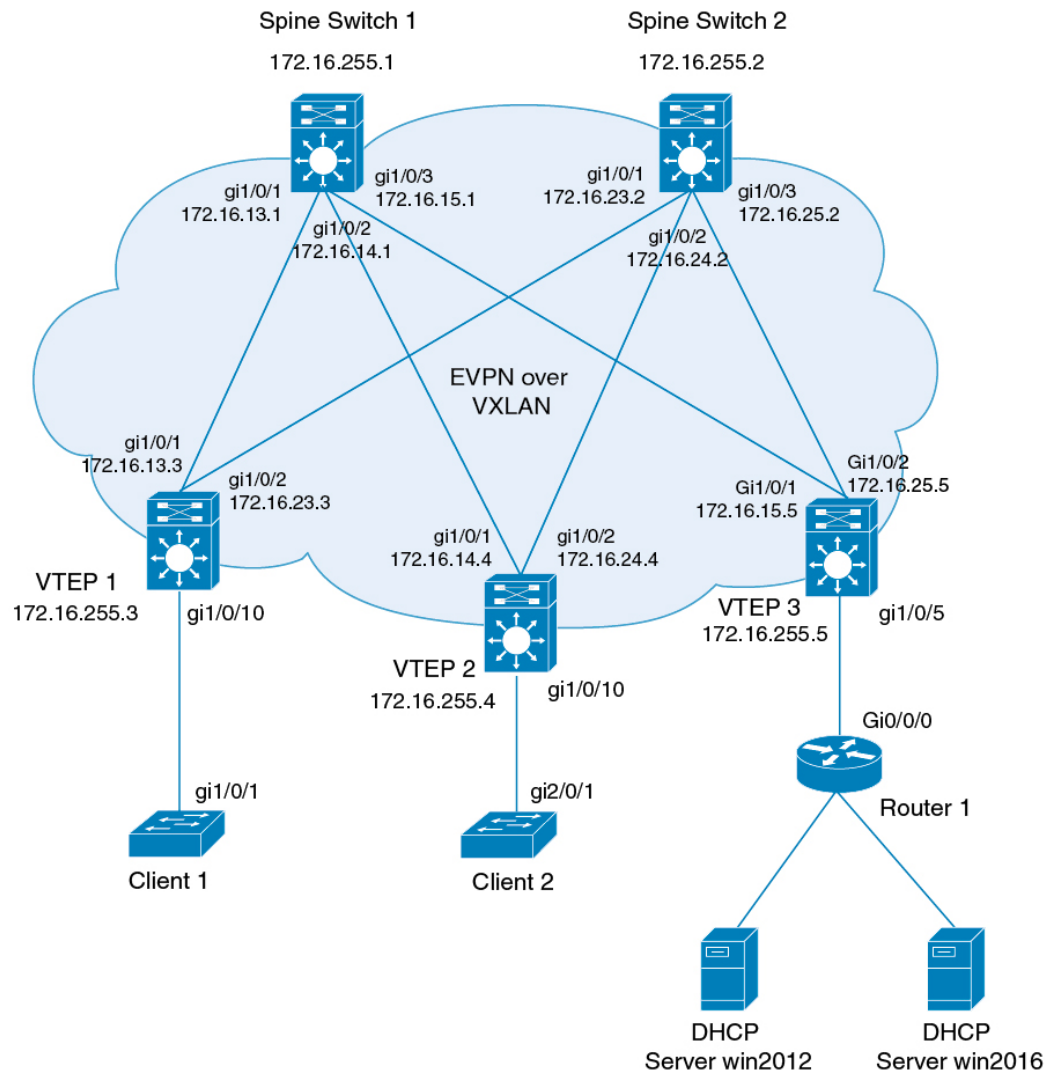 Spine Switch 1
172.16.255.1
Spine Switch 2
172.16.255.2
gi1/0/1
172.16.13.1
gi1/0/3
172.16.15.1
gi1/0/2
172.16.14.1
gi1/0/1
172.16.23.2
gi1/0/3
172.16.25.2
gi1/0/2
172.16.24.2
EVPN over
VXLAN
gi1/0/1
172.16.13.3
gi1/0/2
172.16.23.3
gi1/0/1
172.16.14.4
gi1/0/2
172.16.24.4
Gi1/0/1
172.16.15.5
Gi1/0/2
172.16.25.5
VTEP 1
172.16.255.3
gi1/0/10
VTEP 2
172.16.255.4
gi1/0/10
VTEP 3
172.16.255.5
gi1/0/5
Gi0/0/0
Router 1
gi1/0/1
Client 1
gi2/0/1
Client 2
DHCP
Server win2012
DHCP
Server win2016